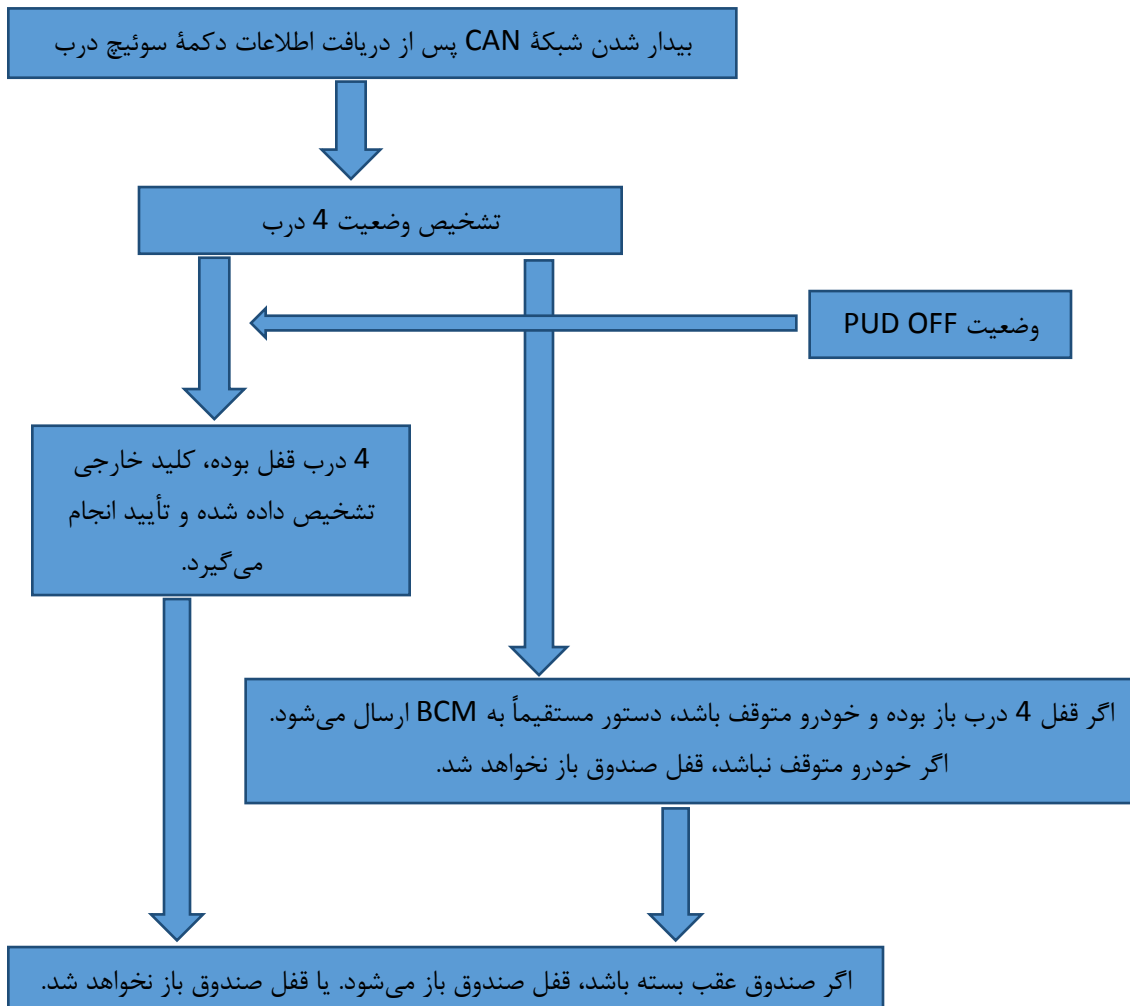 بیدار شدن شبکۀ CAN پس از دریافت اطلاعات دکمۀ سوئیچ درب
تشخیص وضعیت 4 درب
وضعیت PUD OFF
4 درب قفل بوده، کلید خارجی
تشخیص داده شده و تأیید انجام
می‌گیرد.
اگر قفل 4 درب باز بوده و خودرو متوقف باشد، دستور مستقیماً به BCM ارسال می‌شود.
اگر خودرو متوقف نباشد، قفل صندوق باز نخواهد شد.
اگر صندوق عقب بسته باشد، قفل صندوق باز می‌شود. یا قفل صندوق باز نخواهد شد.